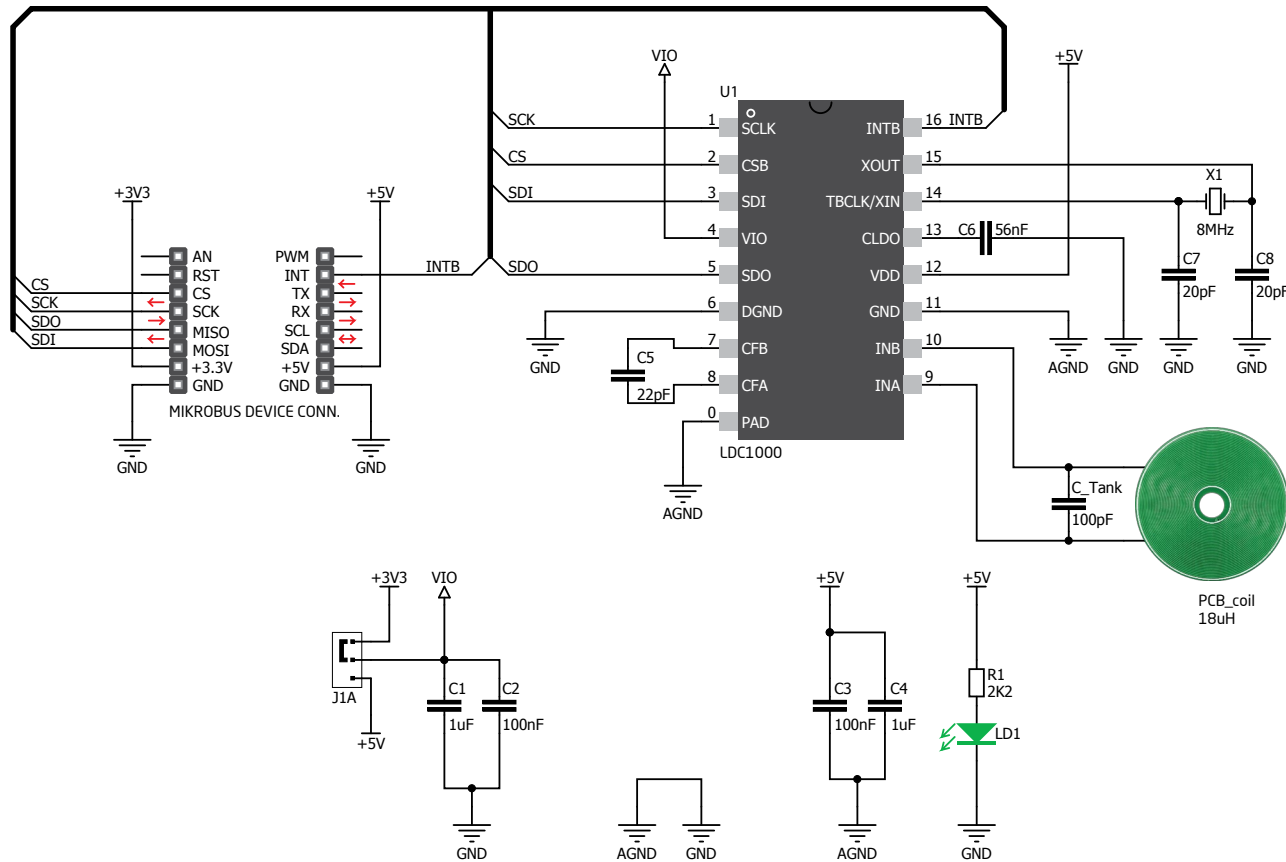 VIO
+5V
U1
SCK
1
SCLK
INTB
16
INTB
CS
2
CSB
XOUT
15
SDI
3
SDI
TBCLK/XIN
14
X1
8MHz
4
VIO
CLDO
13
C6
56nF
SDO
5
SDO
VDD
12
C7
20pF
C8
20pF
6
DGND
GND
11
GND
7
CFB
INB
10
AGND
GND
GND
GND
C5
22pF
8
CFA
INA
9
0
PAD
LDC1000
AGND
+3V3
+5V
AN
PWM
RST
INT
INTB
CS
CS
TX
SCK
SCK
RX
SDO
MISO
SCL
SDI
MOSI
SDA
+3.3V
+5V
GND
GND
MIKROBUS DEVICE CONN.
GND
GND
C_Tank
100pF
PCB_coil
18uH
+3V3
VIO
J1A
+5V
C1
1uF
C2
100nF
GND
AGND
GND
+5V
C3
100nF
C4
1uF
AGND
+5V
R1
2K2
LD1
GND